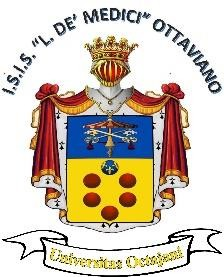 I.S.I.S. "L. DE' MEDICI" OTTAVIANO
Universitas Octajani